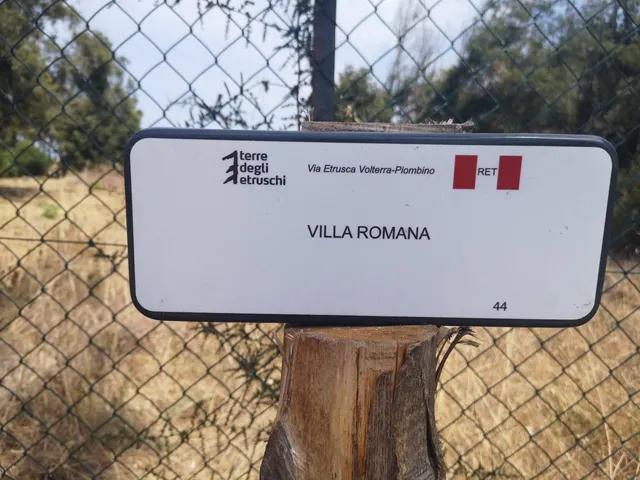 terre
degli
etruschi
Via Etrusca Volterra-Piombino
RET
VILLA ROMANA
44